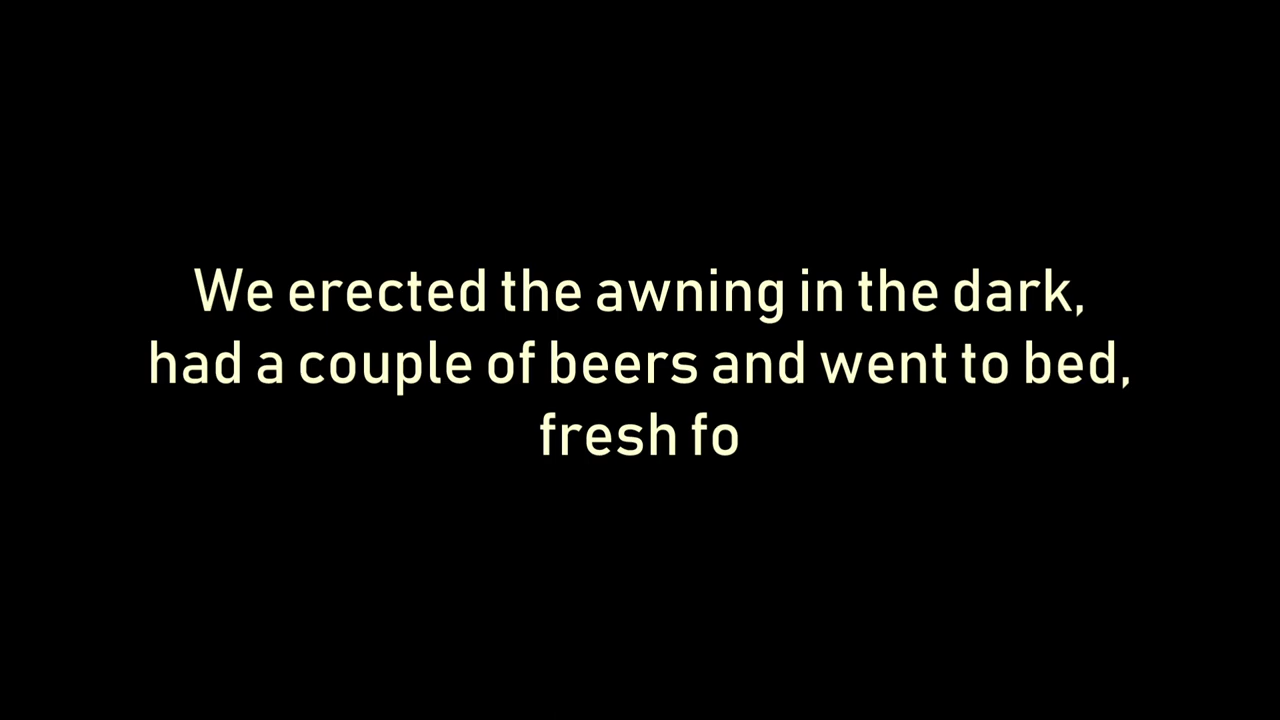 We erected the awning in the dark,
had a couple of beers and went to bed,
fresh fo